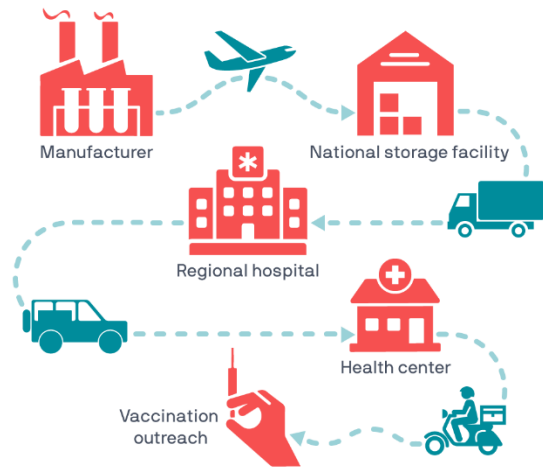 Manufacturer
National storage facility
Regional hospital
Health center
Vaccination
outreach